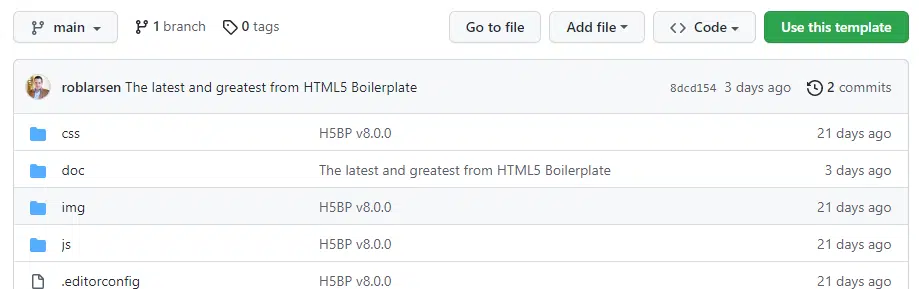 main 1 branch 0 tags Go to file Add file Code Use this template
roblarsen The latest and greatest from HTML5 Boilerplate 8dcd154 3 days ago 2 commits
css H5BP v8.0.0 21 days ago
doc The latest and greatest from HTML5 Boilerplate 3 days ago
img H5BP v8.0.0 21 days ago
js H5BP v8.0.0 21 days ago
.editorconfig H5BP v8.0.0 21 days ago